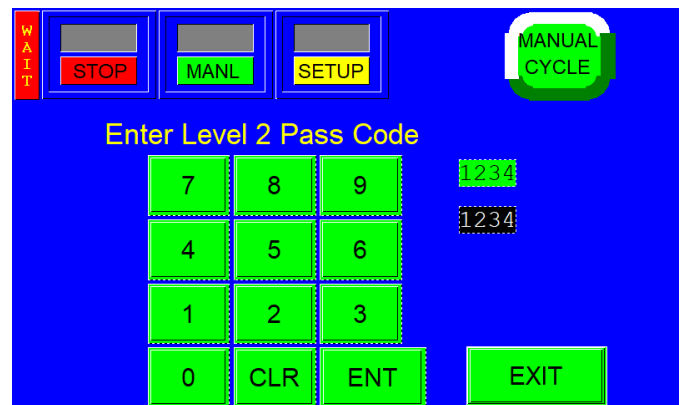 WAIT
STOP MANL SETUP
MANUAL
CYCLE
Enter Level 2 Pass Code
7 8 9 1234
1234
4 5 6
1 2 3
0 CLR ENT EXIT